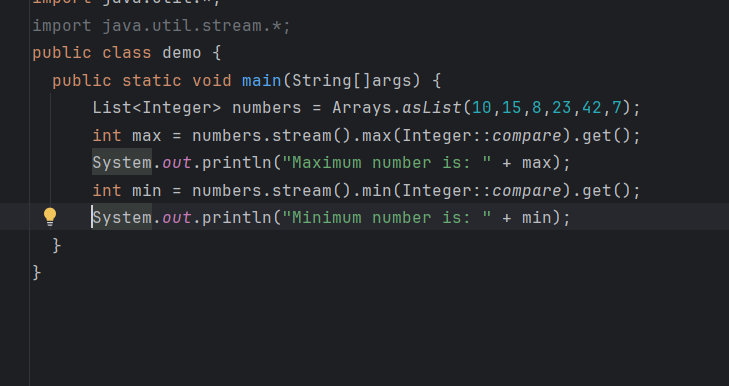 import java.util.*;
import java.util.stream.*;
public class demo {
public static void main(String[]args) {
List<Integer> numbers = Arrays.asList(10,15,8,23,42,7);
int max = numbers.stream().max(Integer::compare).get();
System.out.println("Maximum number is: " + max);
int min = numbers.stream().min(Integer::compare).get();
System.out.println("Minimum number is: " + min);
}
}